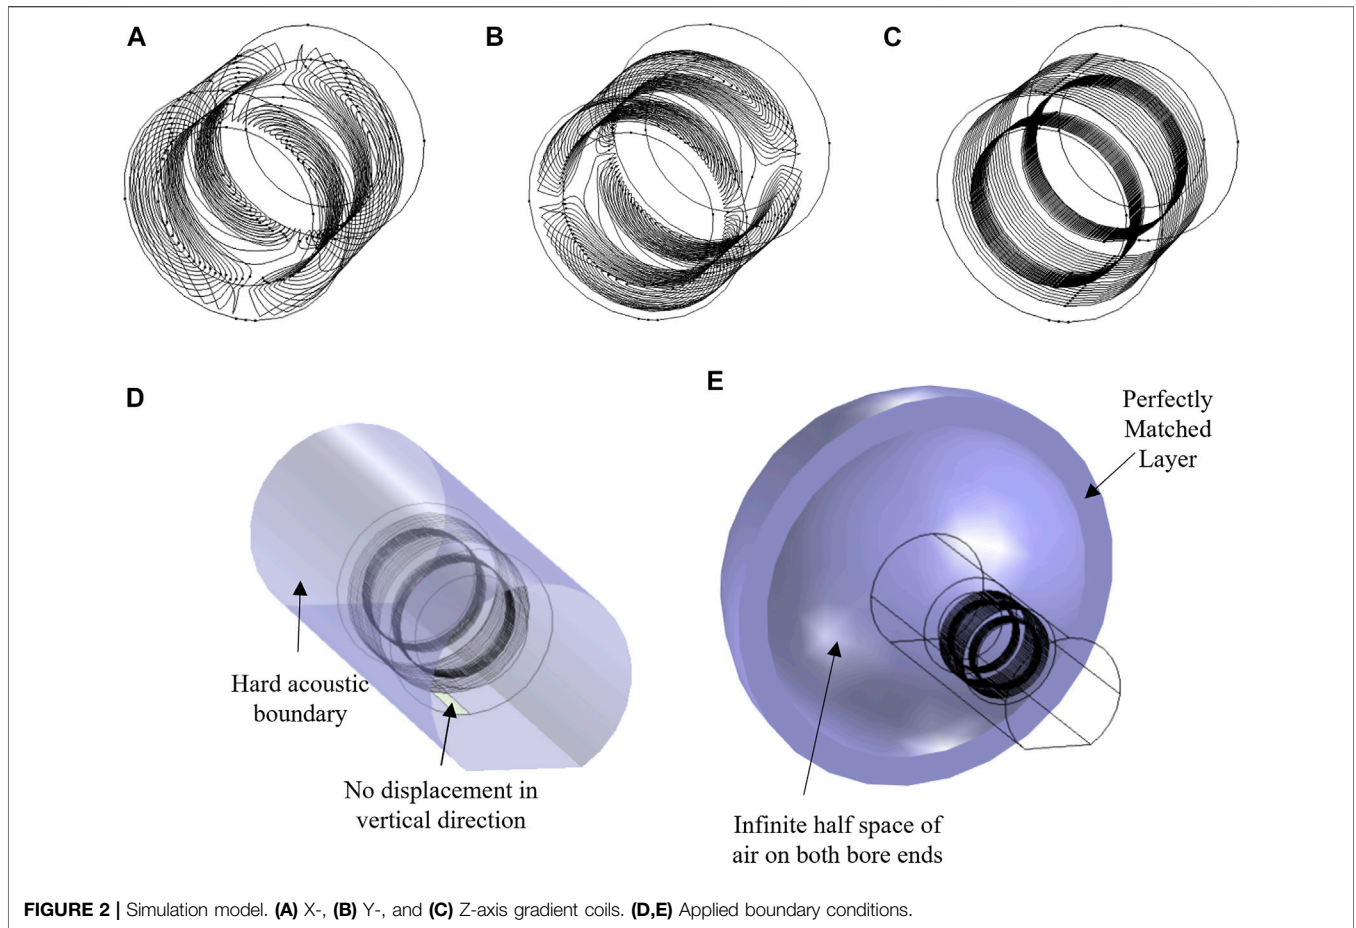 A
B
C
D
E
Perfectly
Matched
Layer
Hard acoustic
boundary
No displacement in
vertical direction
Infinite half space of
air on both bore ends
FIGURE 2 | Simulation model. (A) X-, (B) Y-, and (C) Z-axis gradient coils. (D,E) Applied boundary conditions.